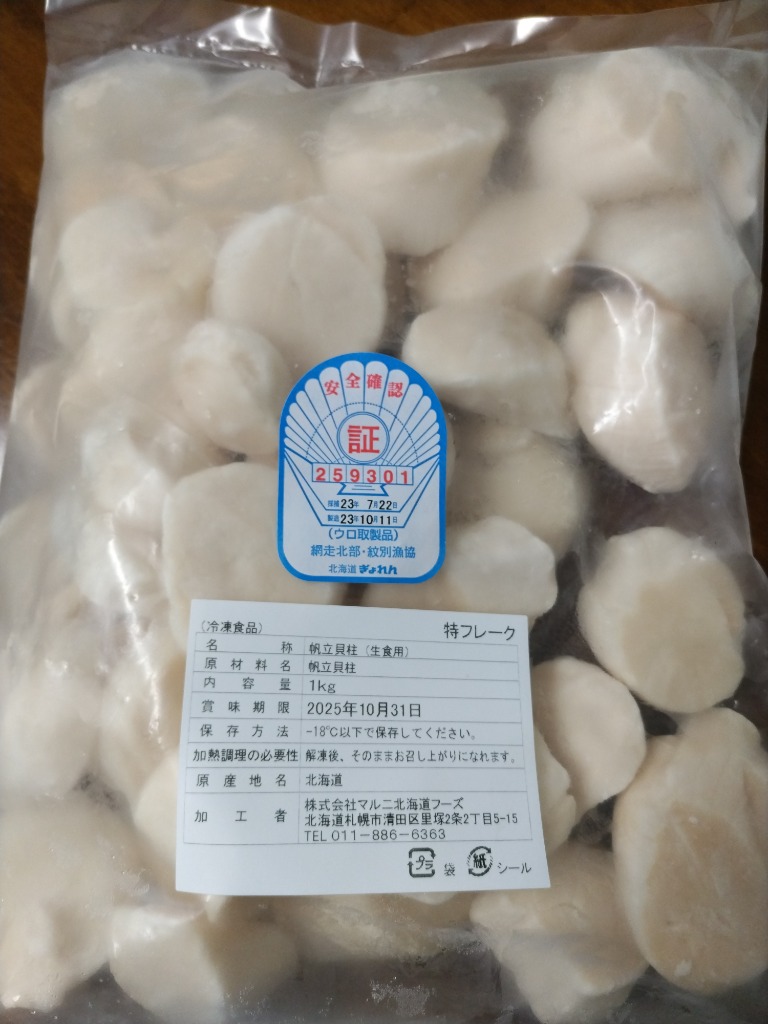 安全確認
証
259301
採捕23年 7月22日
製造23年10月11日
(ウロ取製品)
網走北部・紋別漁協
北海道ぎょれん
(冷凍食品) 特フレーク
名称 帆立貝柱(生食用)
原材料名 帆立貝柱
内容量 1kg
賞味期限 2025年10月31日
保存方法 -18℃以下で保存してください。
加熱調理の必要性 解凍後、そのままお召し上がりになれます。
原産地名 北海道
加工者 株式会社マルニ北海道フーズ
北海道札幌市清田区里塚2条2丁目5-15
TEL 011-886-6363
プラ 袋 紙 シール